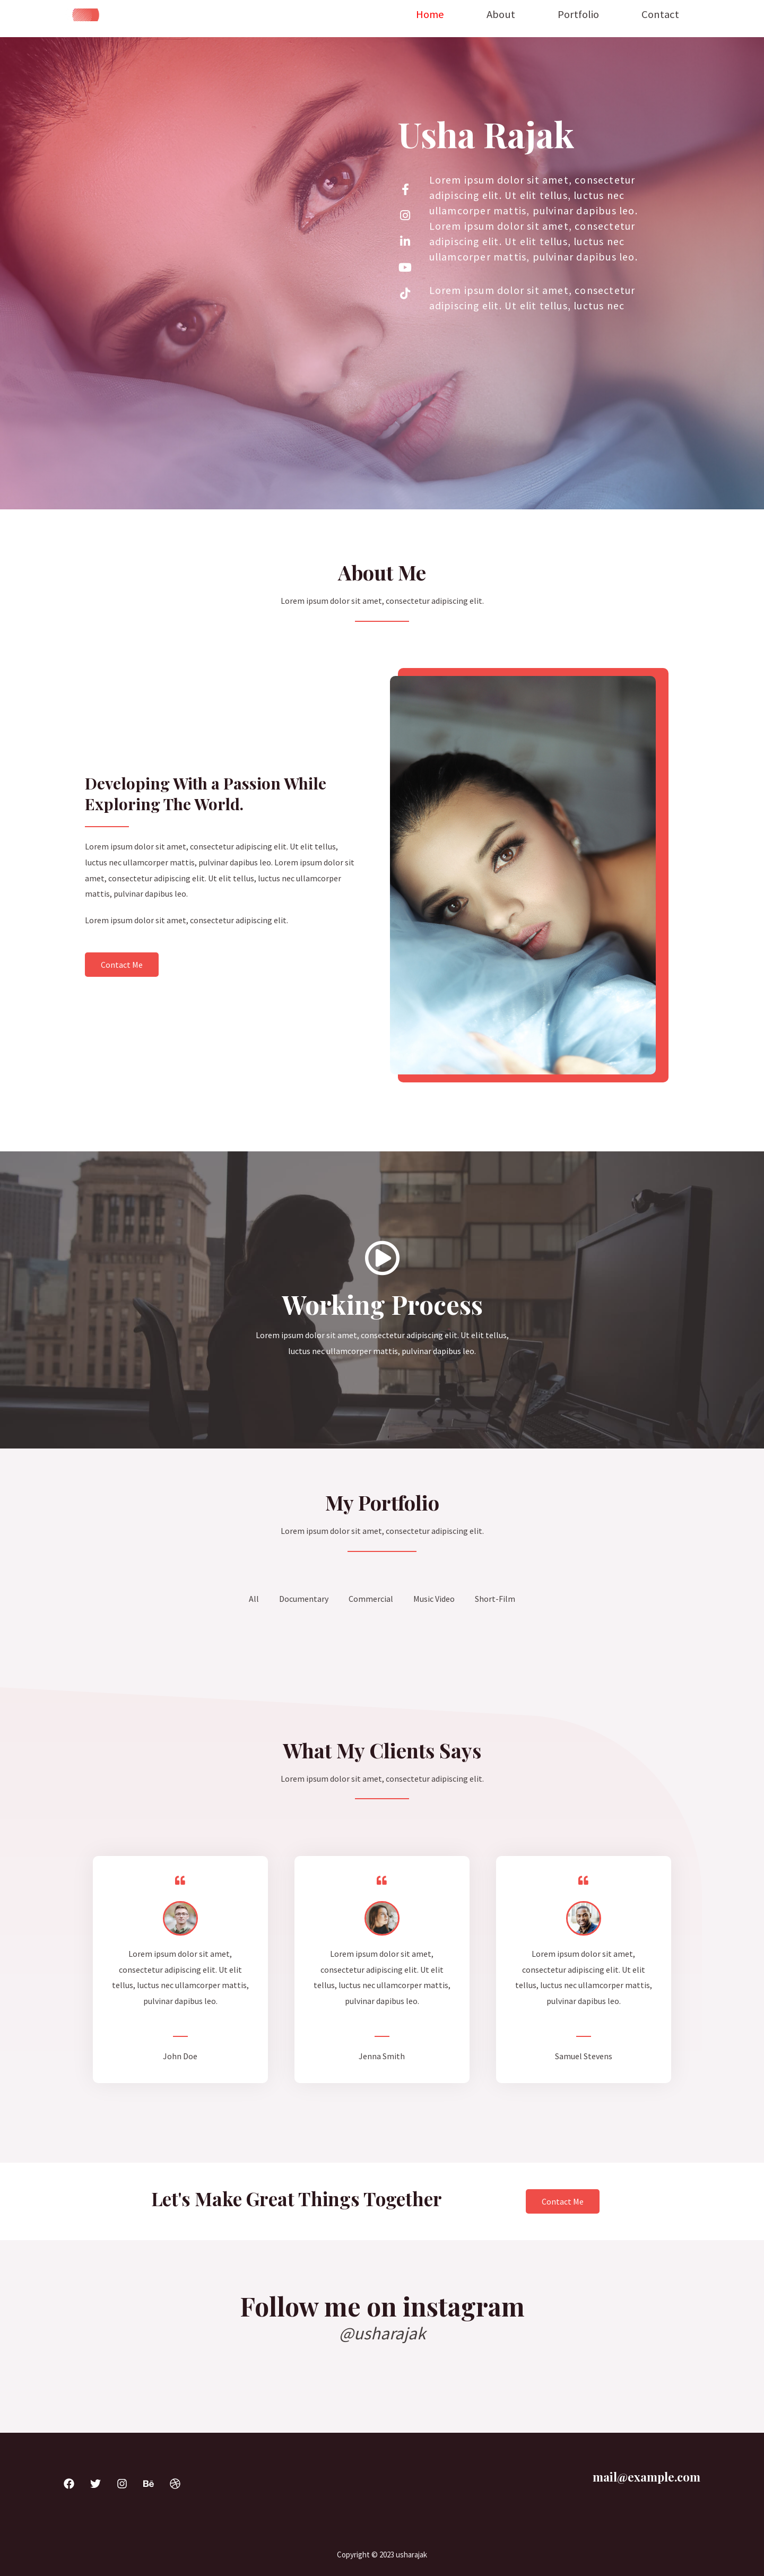 Home About Portfolio Contact
Usha Rajak
Lorem ipsum dolor sit amet, consectetur
adipiscing elit. Ut elit tellus, luctus nec
ullamcorper mattis, pulvinar dapibus leo.
Lorem ipsum dolor sit amet, consectetur
adipiscing elit. Ut elit tellus, luctus nec
ullamcorper mattis, pulvinar dapibus leo.
Lorem ipsum dolor sit amet, consectetur
adipiscing elit. Ut elit tellus, luctus nec
About Me
Lorem ipsum dolor sit amet, consectetur adipiscing elit.
Developing With a Passion While
Exploring The World.
Lorem ipsum dolor sit amet, consectetur adipiscing elit. Ut elit tellus,
luctus nec ullamcorper mattis, pulvinar dapibus leo. Lorem ipsum dolor sit
amet, consectetur adipiscing elit. Ut elit tellus, luctus nec ullamcorper
mattis, pulvinar dapibus leo.
Lorem ipsum dolor sit amet, consectetur adipiscing elit.
Contact Me
Working Process
Lorem ipsum dolor sit amet, consectetur adipiscing elit. Ut elit tellus,
luctus nec ullamcorper mattis, pulvinar dapibus leo.
My Portfolio
Lorem ipsum dolor sit amet, consectetur adipiscing elit.
All Documentary Commercial Music Video Short-Film
What My Clients Says
Lorem ipsum dolor sit amet, consectetur adipiscing elit.
Lorem ipsum dolor sit amet,
consectetur adipiscing elit. Ut elit
tellus, luctus nec ullamcorper mattis,
pulvinar dapibus leo.
John Doe
Lorem ipsum dolor sit amet,
consectetur adipiscing elit. Ut elit
tellus, luctus nec ullamcorper mattis,
pulvinar dapibus leo.
Jenna Smith
Lorem ipsum dolor sit amet,
consectetur adipiscing elit. Ut elit
tellus, luctus nec ullamcorper mattis,
pulvinar dapibus leo.
Samuel Stevens
Let's Make Great Things Together
Contact Me
Follow me on instagram
@usharajak
mail@example.com
Copyright © 2023 usharajak